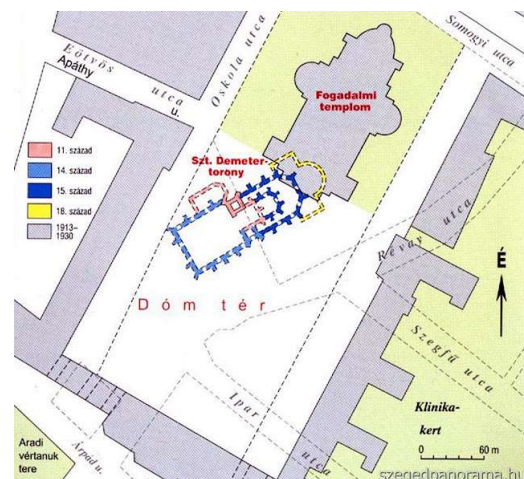 Somogyi utca
Eötvös
utca
Apáthy
u.
Oskola utca
Fogadalmi
templom
11. század
14. század
15. század
18. század
1913–
1930
Szt. Demeter-
torony
Révay utca
É
Dóm tér
Szegfű utca
Ipar
utca
Klinika-
kert
0 60 m
Aradi
vértanuk
tere
Árpád u.
szegedpanorama.hu